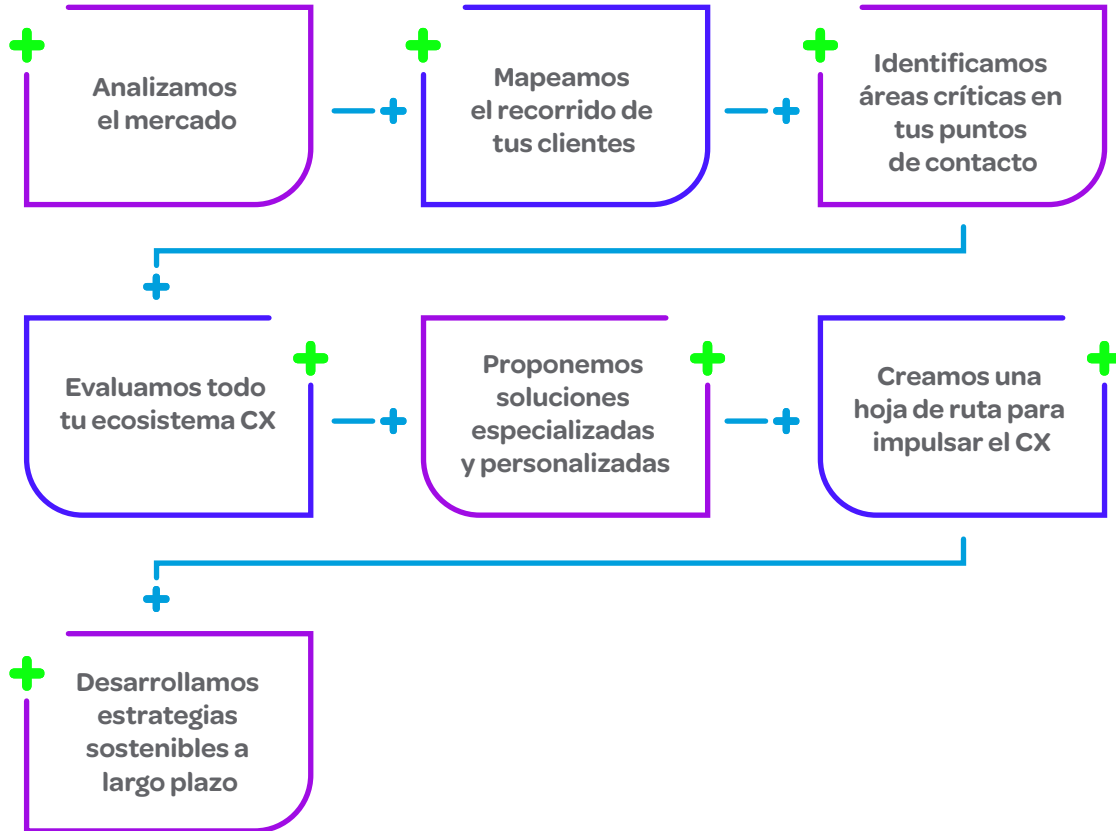 Analizamos
el mercado
Mapeamos
el recorrido de
tus clientes
Identificamos
áreas críticas en
tus puntos
de contacto
Evaluamos todo
tu ecosistema CX
Proponemos
soluciones
especializadas
y personalizadas
Creamos una
hoja de ruta para
impulsar el CX
Desarrollamos
estrategias
sostenibles a
largo plazo